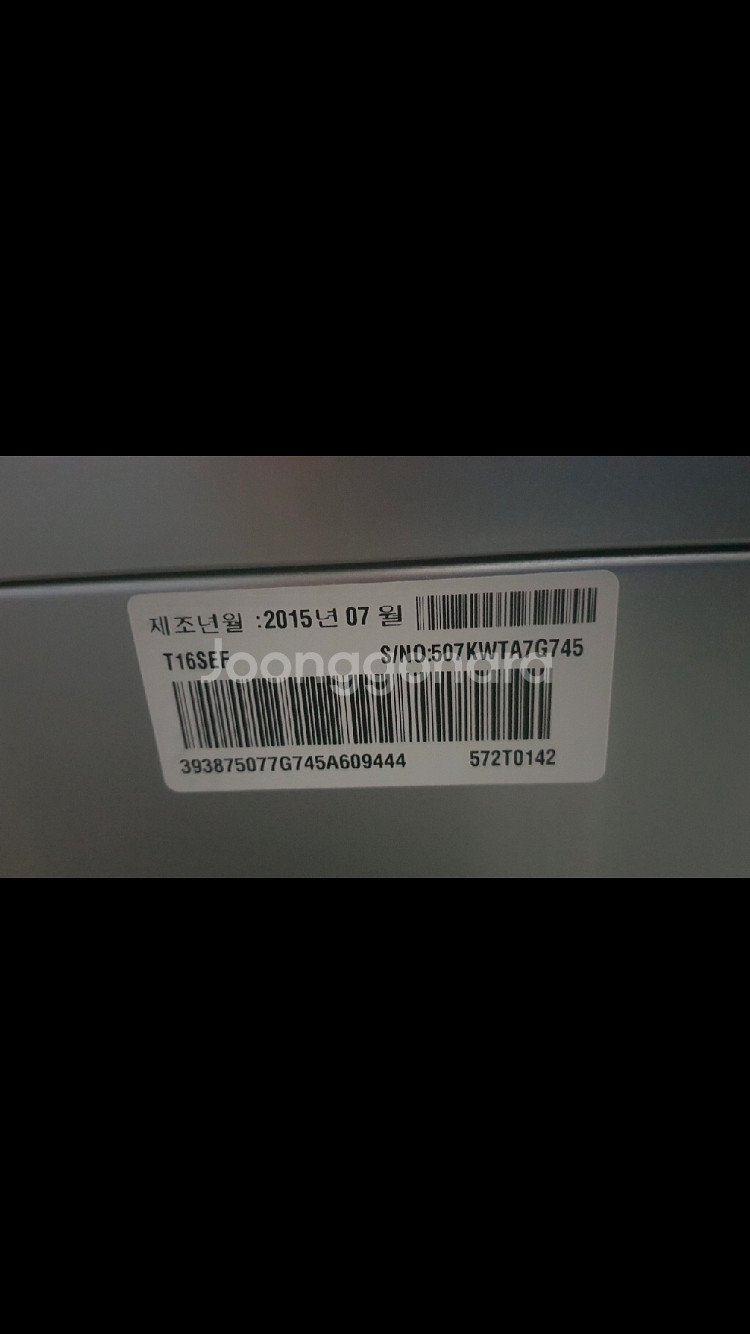 제조년월 :2015년 07 월
T16SEF S/NO:507KWTA7G745
Joonggonara
393875077G745A609444 572T0142